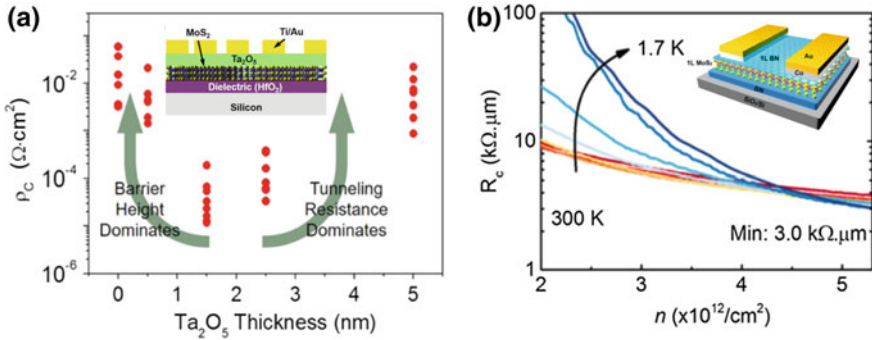 (a)
MoS₂
Ti/Au
Ta₂O₅
Dielectric (HfO₂)
Silicon
10⁻²
10⁻⁴
10⁻⁶
ρ_C (Ω·cm²)
Barrier
Height
Dominates
Tunneling
Resistance
Dominates
0 1 2 3 4 5
Ta₂O₅ Thickness (nm)
(b)
100
10
1
R_c (kΩ.μm)
1.7 K
300 K
1L MoS₂
1L BN
Au
Co
BN
SiO₂/Si
Min: 3.0 kΩ.μm
2 3 4 5
n (x10¹²/cm²)